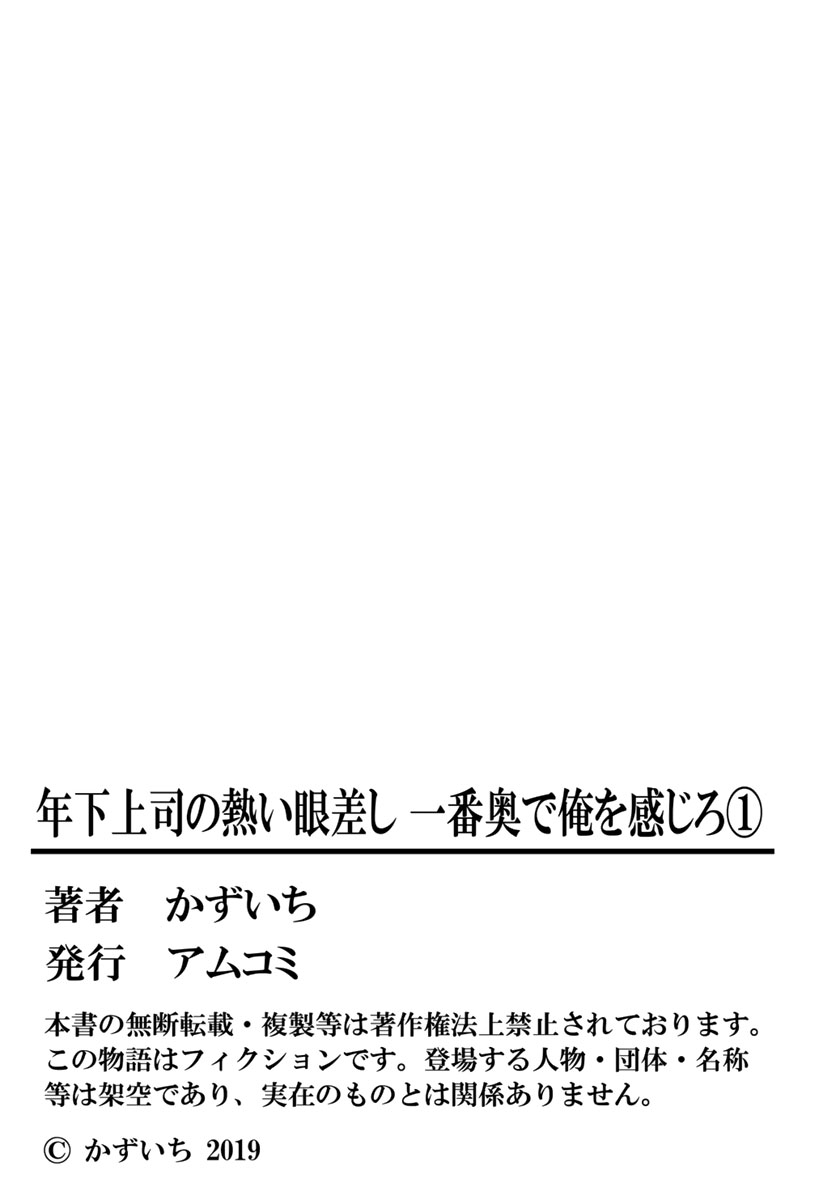 年下上司の熱い眼差し 一番奥で俺を感じろ①
著者　かずいち
発行　アムコミ
本書の無断転載・複製等は著作権法上禁止されております。
この物語はフィクションです。登場する人物・団体・名称
等は架空であり、実在のものとは関係ありません。
© かずいち 2019